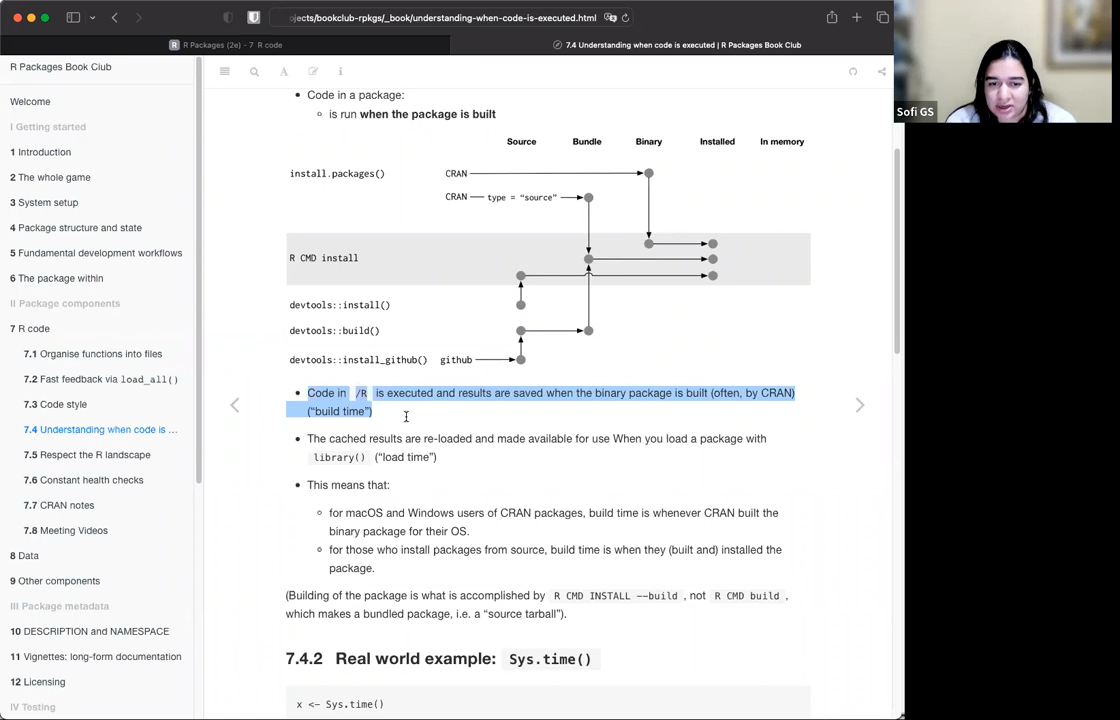 ojects/bookclub-rpkgs/_book/understanding-when-code-is-executed.html
R Packages (2e) - 7 R code
7.4 Understanding when code is executed | R Packages Book Club
R Packages Book Club
Welcome
I Getting started
1 Introduction
2 The whole game
3 System setup
4 Package structure and state
5 Fundamental development workflows
6 The package within
II Package components
7 R code
7.1 Organise functions into files
7.2 Fast feedback via load_all()
7.3 Code style
7.4 Understanding when code is ...
7.5 Respect the R landscape
7.6 Constant health checks
7.7 CRAN notes
7.8 Meeting Videos
8 Data
9 Other components
III Package metadata
10 DESCRIPTION and NAMESPACE
11 Vignettes: long-form documentation
12 Licensing
IV Testing
• Code in a package:
is run when the package is built
Source Bundle Binary Installed In memory
install.packages() CRAN
CRAN type = "source"
R CMD install
devtools::install()
devtools::build()
devtools::install_github() github
• Code in /R is executed and results are saved when the binary package is built (often, by CRAN)
(“build time”)
• The cached results are re-loaded and made available for use When you load a package with
library() (“load time”)
• This means that:
for macOS and Windows users of CRAN packages, build time is whenever CRAN built the
binary package for their OS.
for those who install packages from source, build time is when they (built and) installed the
package.
(Building of the package is what is accomplished by R CMD INSTALL --build , not R CMD build ,
which makes a bundled package, i.e. a “source tarball”).
7.4.2 Real world example: Sys.time()
x <- Sys.time()
Sofi GS